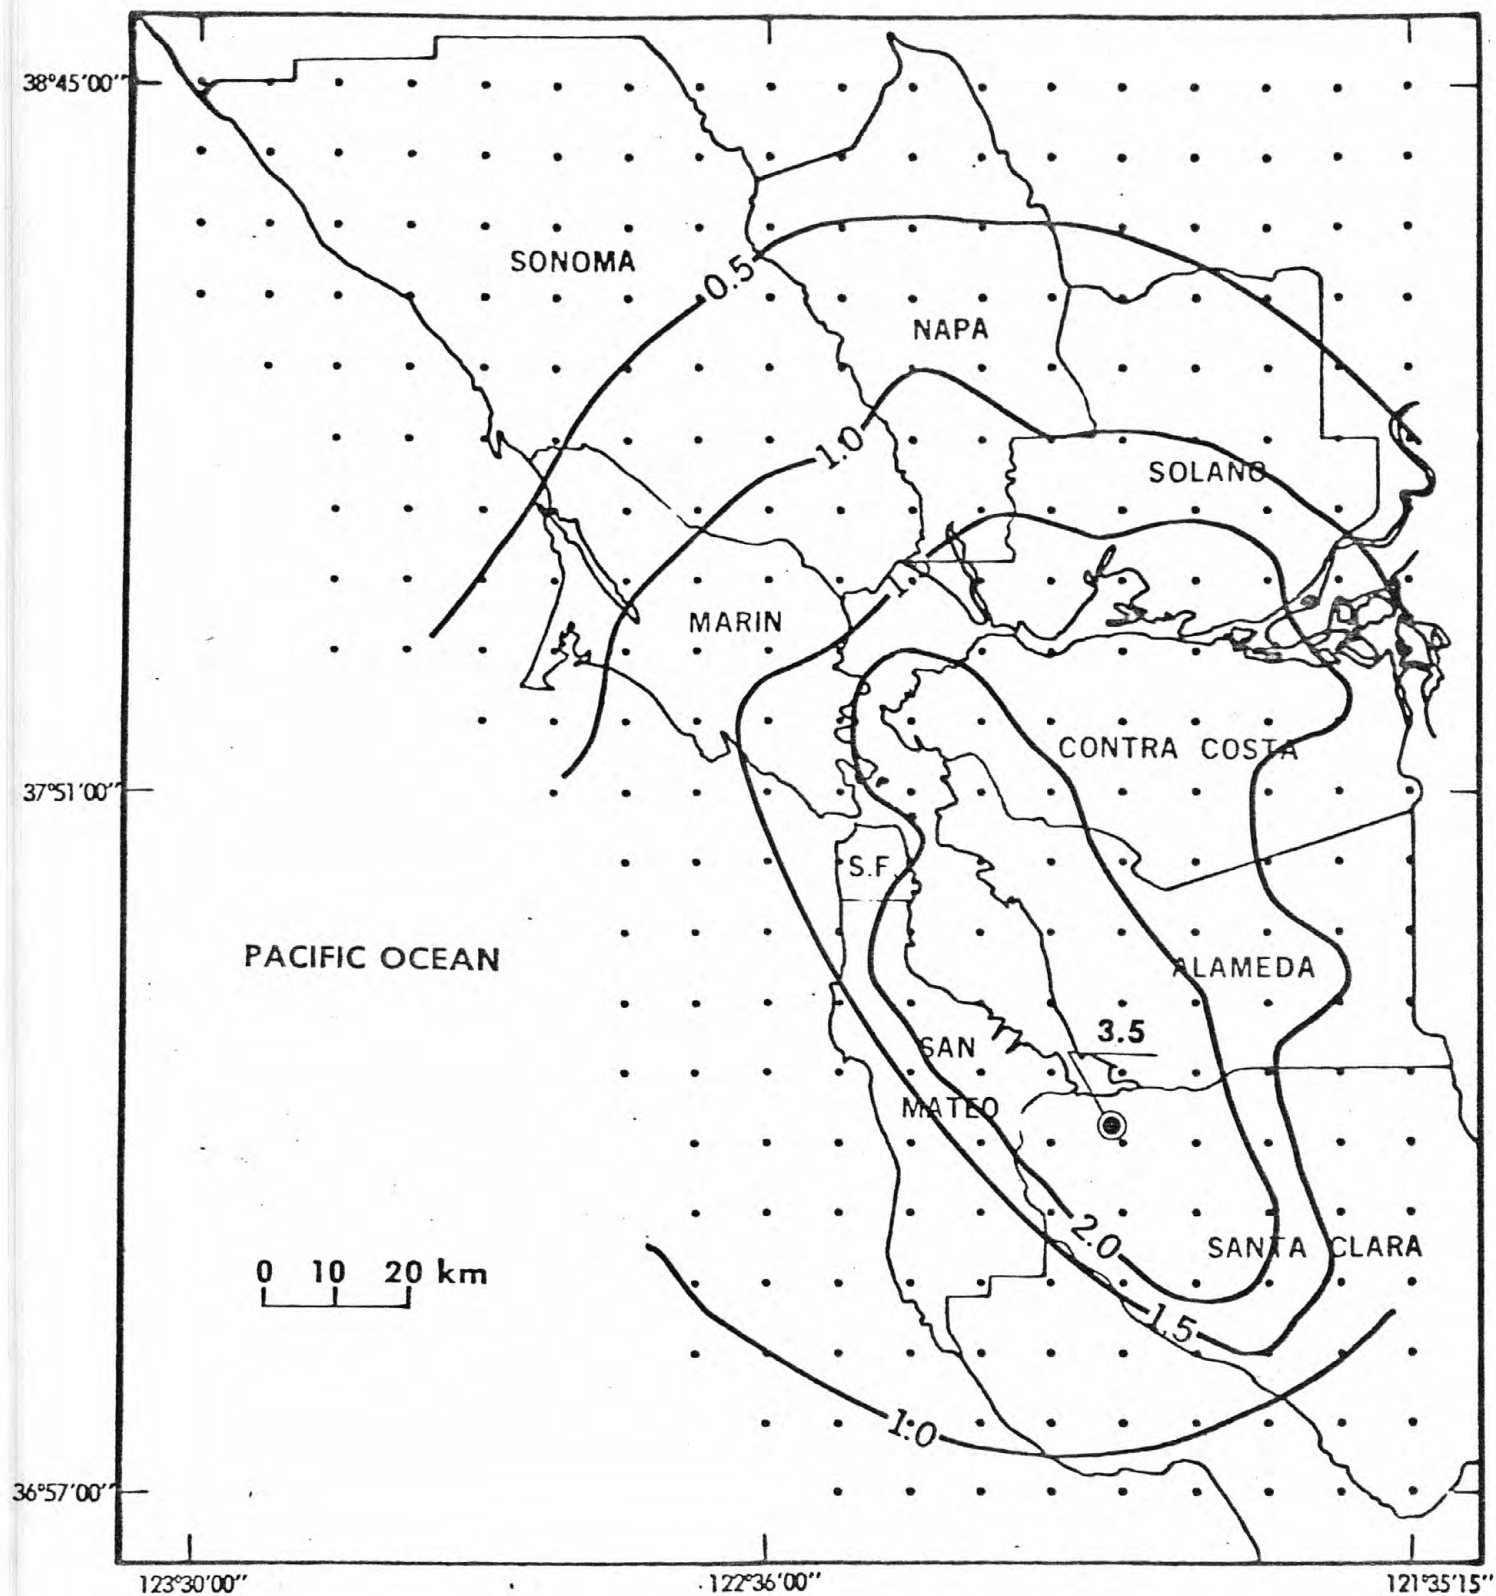 38°45'00"
SONOMA
0.5
NAPA
1.0
SOLANO
1.
MARIN
CONTRA COSTA
37°51'00"
S.F.
PACIFIC OCEAN
ALAMEDA
3.5
SAN
MATEO
2.0
SANTA CLARA
0 10 20 km
1.5
1.0
36°57'00"
123°30'00"
122°36'00"
121°35'15"